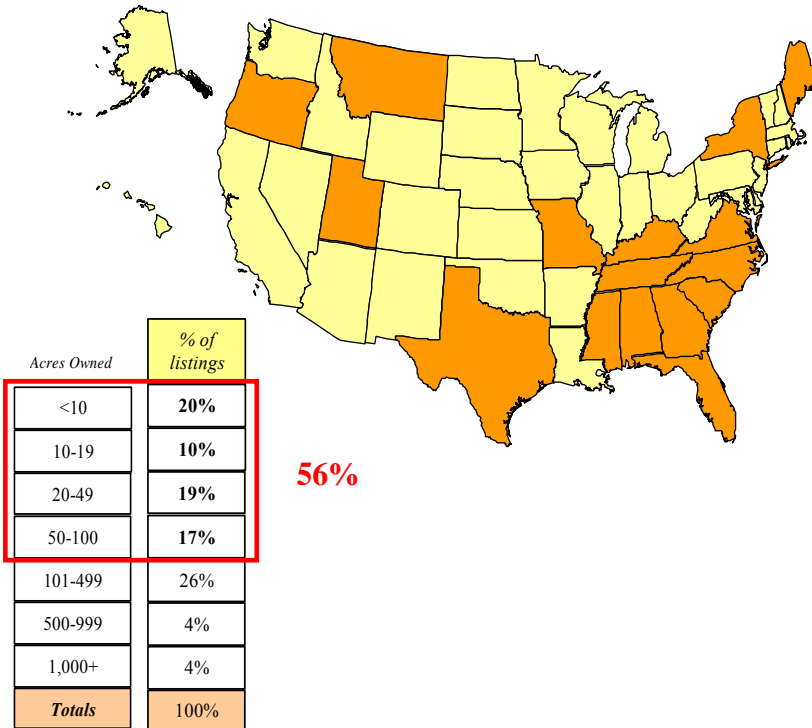 % of
listings
Acres Owned
<10 20%
10-19 10%
20-49 19%
50-100 17%
56%
101-499 26%
500-999 4%
1,000+ 4%
Totals 100%